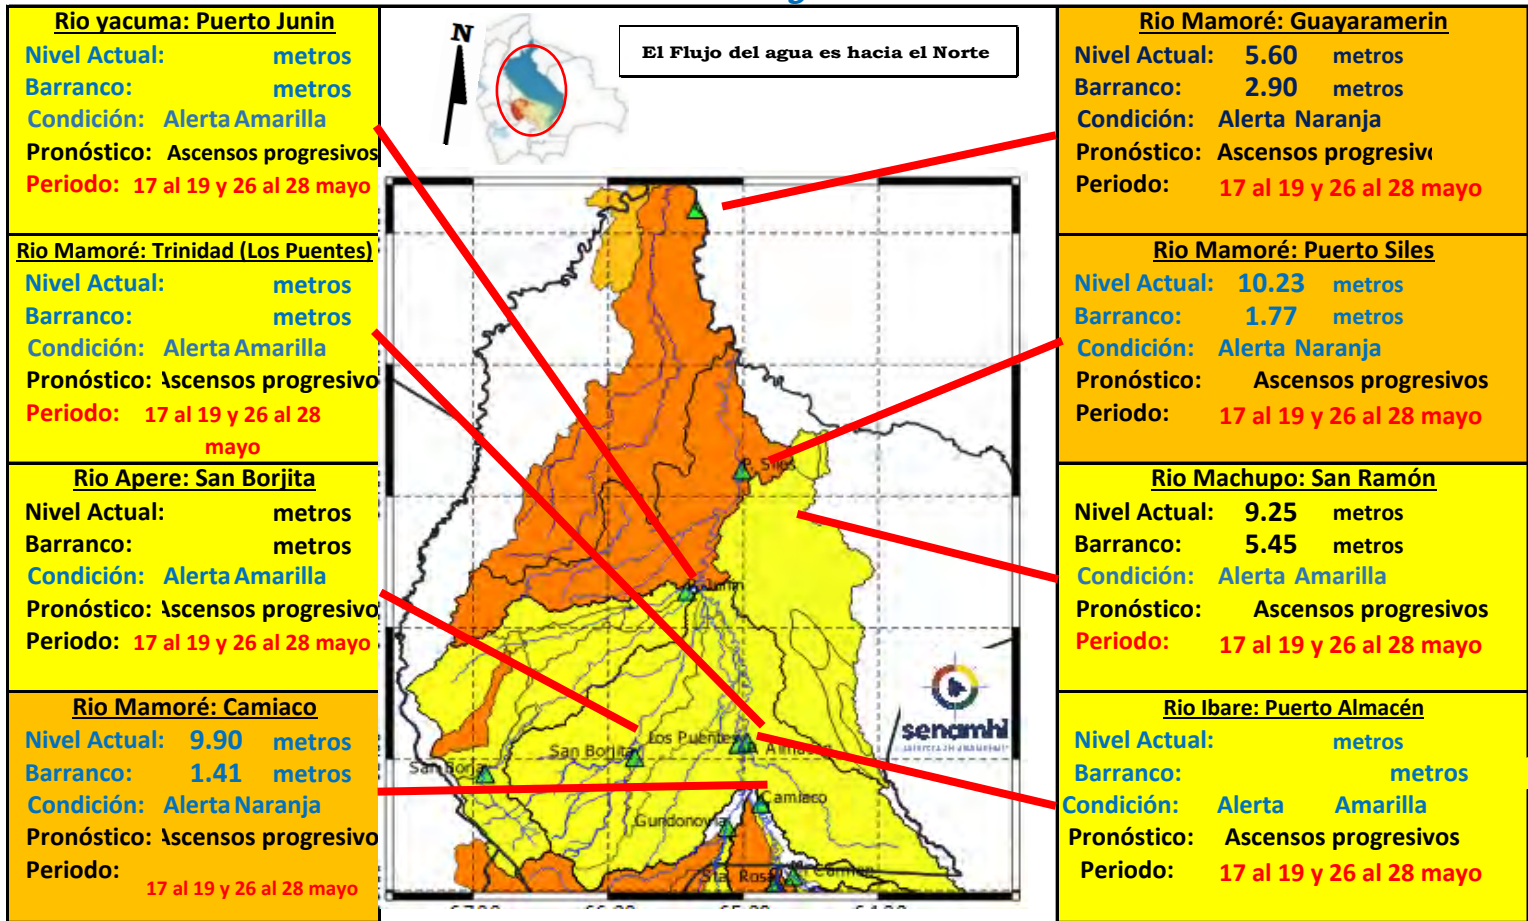 Rio yacuma: Puerto Junin
Nivel Actual: metros
Barranco: metros
Condición: Alerta Amarilla
Pronóstico: Ascensos progresivos
Periodo: 17 al 19 y 26 al 28 mayo
Rio Mamoré: Trinidad (Los Puentes)
Nivel Actual: metros
Barranco: metros
Condición: Alerta Amarilla
Pronóstico: Ascensos progresivo
Periodo: 17 al 19 y 26 al 28
mayo
Rio Apere: San Borjita
Nivel Actual: metros
Barranco: metros
Condición: Alerta Amarilla
Pronóstico: Ascensos progresivo
Periodo: 17 al 19 y 26 al 28 mayo
Rio Mamoré: Camiaco
Nivel Actual: 9.90 metros
Barranco: 1.41 metros
Condición: Alerta Naranja
Pronóstico: Ascensos progresivo
Periodo:
17 al 19 y 26 al 28 mayo
N
El Flujo del agua es hacia el Norte
P. Siles
P. Junin
Los Puentes
P. Almacén
San Borjita
San Borja
Camiaco
Gundonovia
Sta. Rosa
senamhi
Rio Mamoré: Guayaramerin
Nivel Actual: 5.60 metros
Barranco: 2.90 metros
Condición: Alerta Naranja
Pronóstico: Ascensos progresivo
Periodo: 17 al 19 y 26 al 28 mayo
Rio Mamoré: Puerto Siles
Nivel Actual: 10.23 metros
Barranco: 1.77 metros
Condición: Alerta Naranja
Pronóstico: Ascensos progresivos
Periodo: 17 al 19 y 26 al 28 mayo
Rio Machupo: San Ramón
Nivel Actual: 9.25 metros
Barranco: 5.45 metros
Condición: Alerta Amarilla
Pronóstico: Ascensos progresivos
Periodo: 17 al 19 y 26 al 28 mayo
Rio Ibare: Puerto Almacén
Nivel Actual: metros
Barranco: metros
Condición: Alerta Amarilla
Pronóstico: Ascensos progresivos
Periodo: 17 al 19 y 26 al 28 mayo